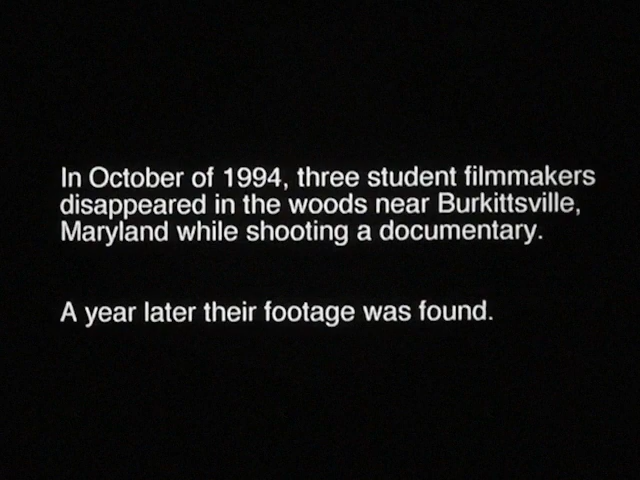 In October of 1994, three student filmmakers
disappeared in the woods near Burkittsville,
Maryland while shooting a documentary.
A year later their footage was found.